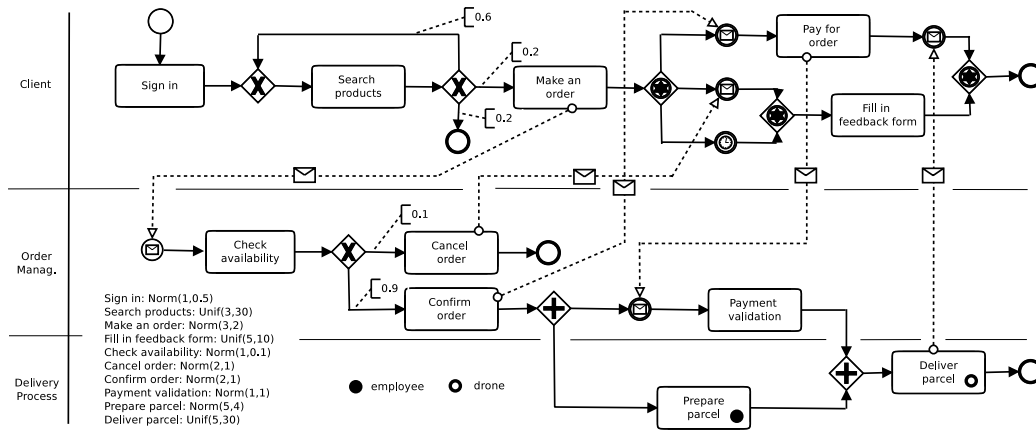 0.6
Client
Sign in
Search
products
0.2
0.2
Make an
order
Pay for
order
Fill in
feedback form
Order
Manag.
Check
availability
0.1
Cancel
order
0.9
Confirm
order
Payment
validation
Sign in: Norm(1,0.5)
Search products: Unif(3,30)
Make an order: Norm(3,2)
Fill in feedback form: Unif(5,10)
Check availability: Norm(1,0.1)
Cancel order: Norm(2,1)
Confirm order: Norm(2,1)
Payment validation: Norm(1,1)
Prepare parcel: Norm(5,4)
Deliver parcel: Unif(5,30)
Delivery
Process
employee
drone
Prepare
parcel
Deliver
parcel